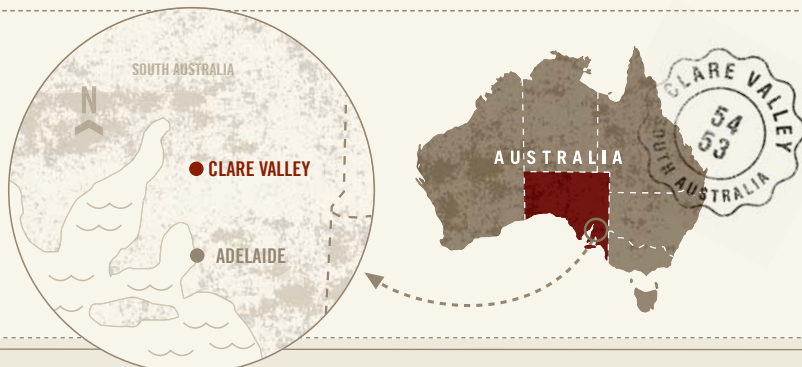 SOUTH AUSTRALIA
N
CLARE VALLEY
ADELAIDE
AUSTRALIA
CLARE VALLEY
54
53
SOUTH AUSTRALIA